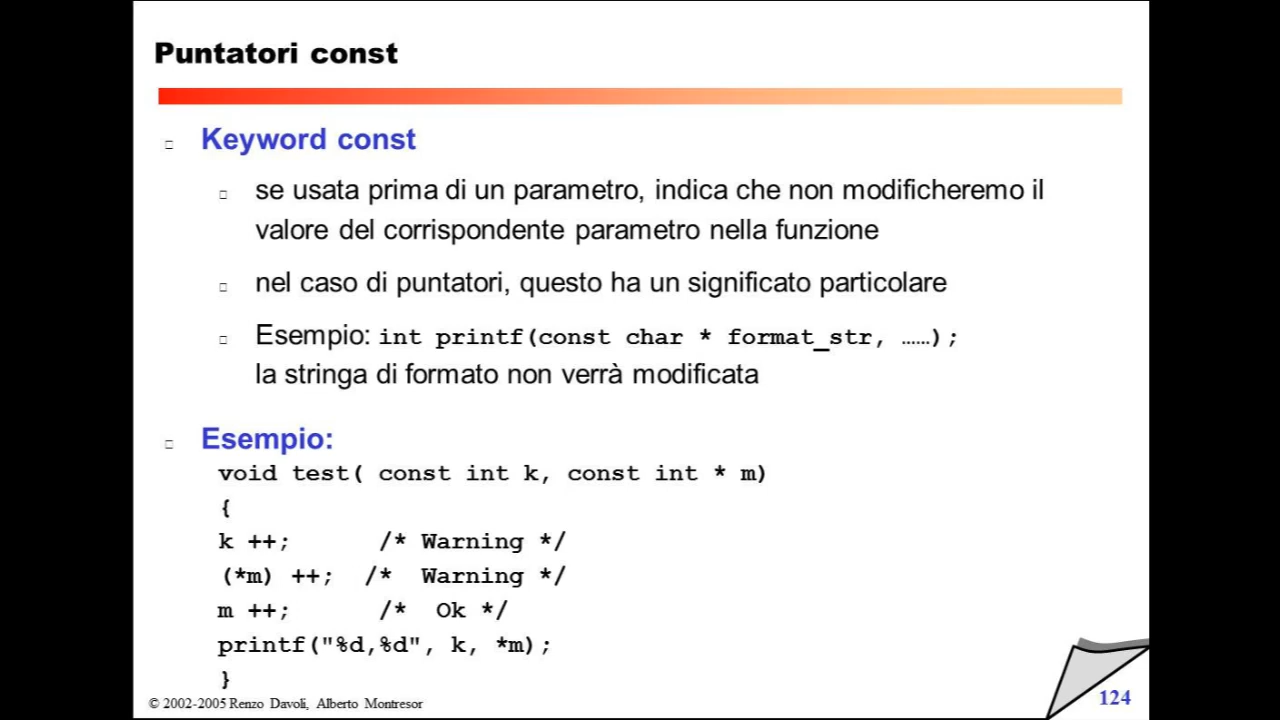 Puntatori const
Keyword const
se usata prima di un parametro, indica che non modificheremo il
valore del corrispondente parametro nella funzione
nel caso di puntatori, questo ha un significato particolare
Esempio: int printf(const char * format_str, ……);
la stringa di formato non verrà modificata
Esempio:
void test( const int k, const int * m)
{
k ++;      /* Warning */
(*m) ++;  /*  Warning */
m ++;      /*  Ok */
printf("%d,%d", k, *m);
}
© 2002-2005 Renzo Davoli, Alberto Montresor
124